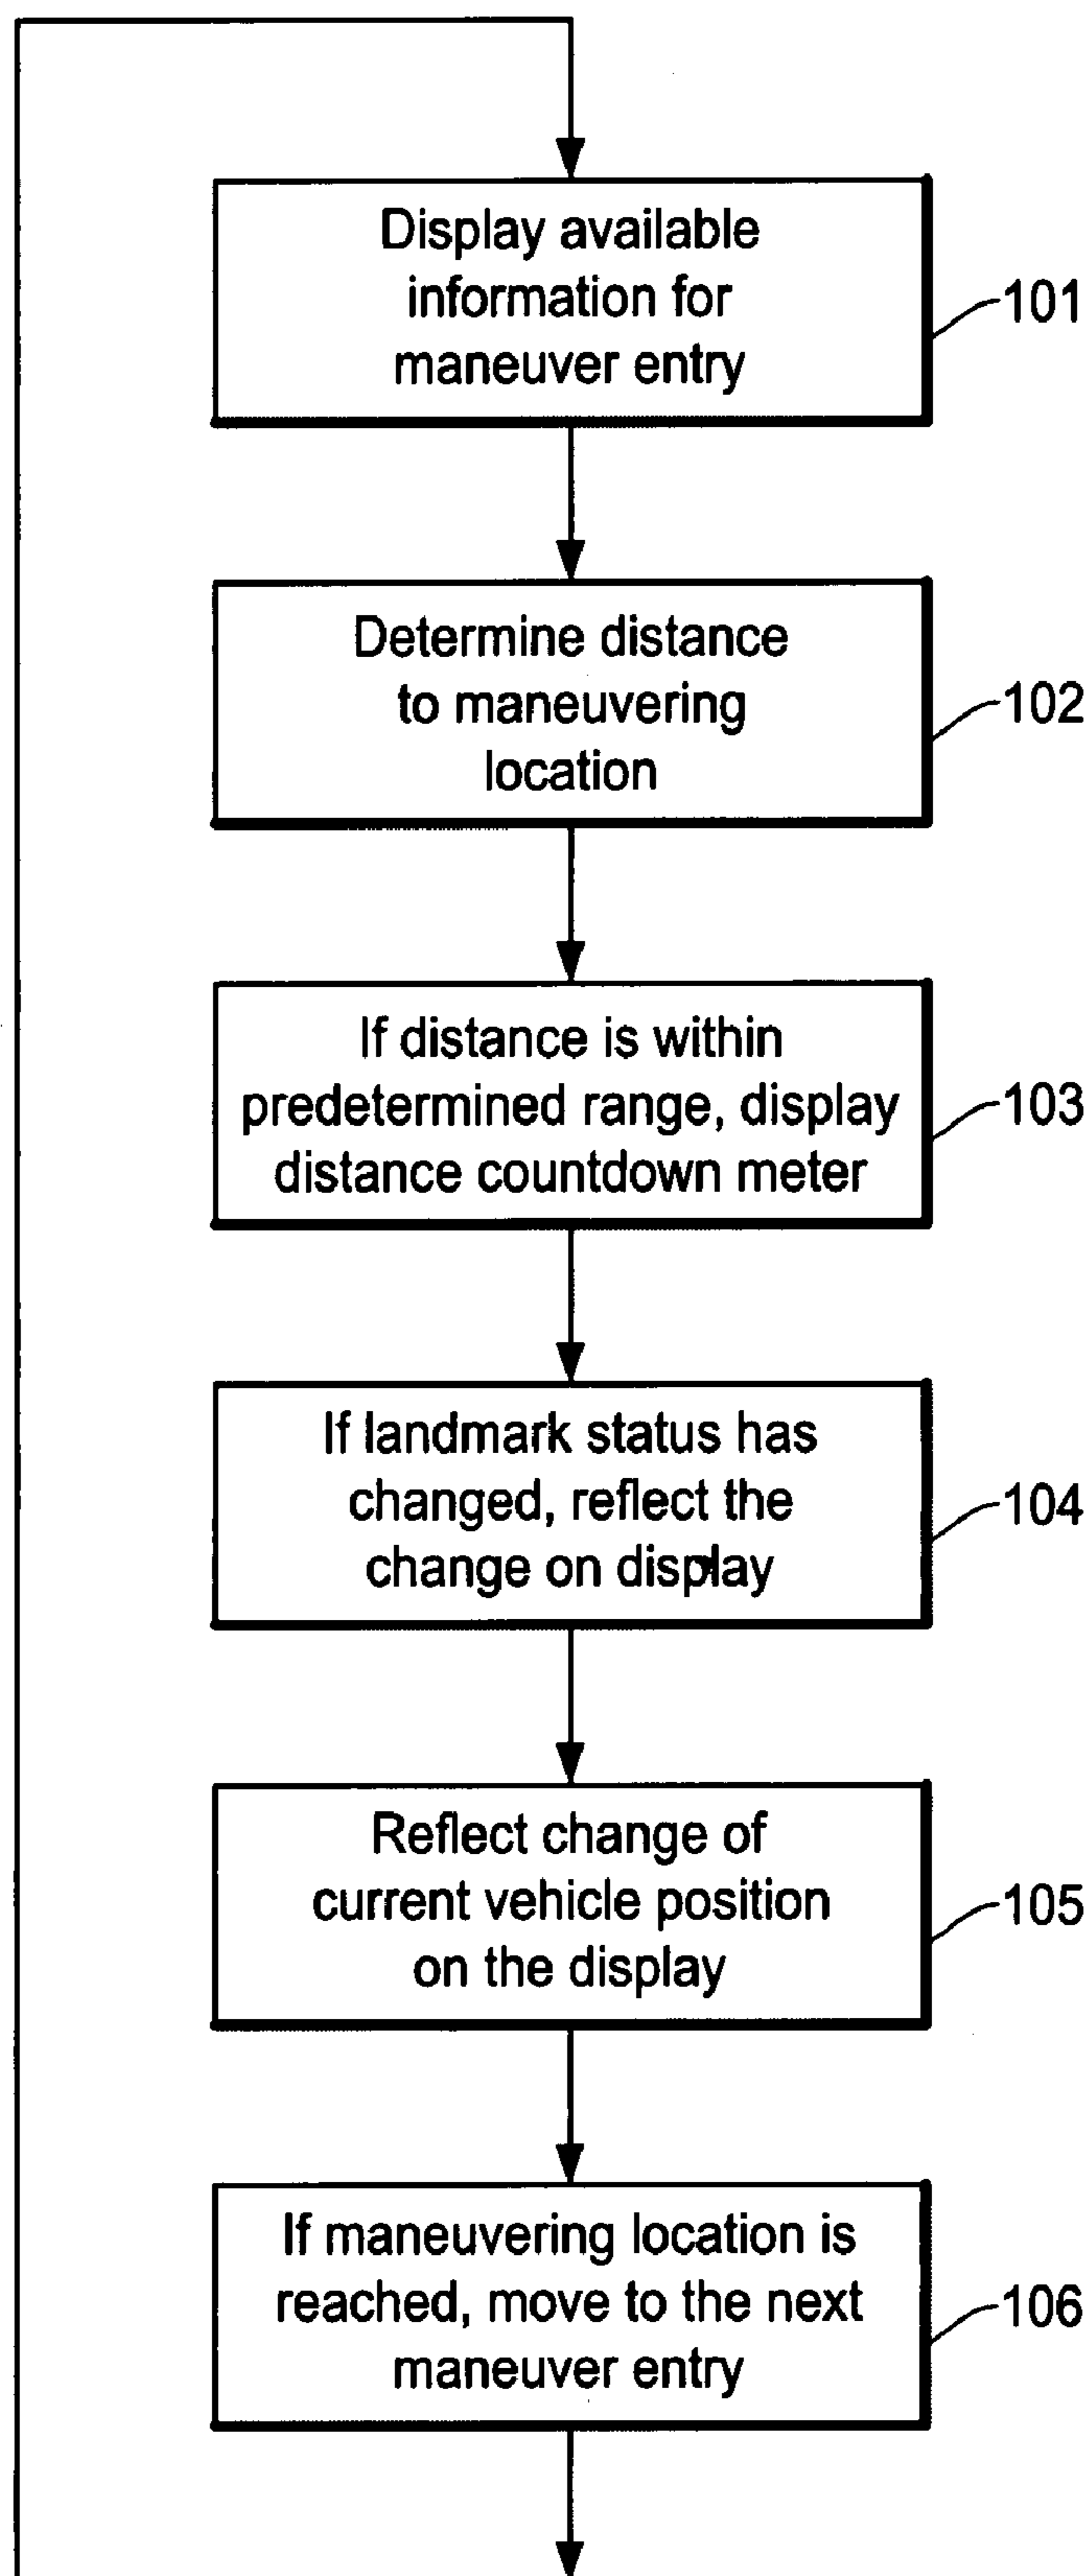 Display available
information for
maneuver entry
101
Determine distance
to maneuvering
location
102
If distance is within
predetermined range, display
distance countdown meter
103
If landmark status has
changed, reflect the
change on display
104
Reflect change of
current vehicle position
on the display
105
If maneuvering location is
reached, move to the next
maneuver entry
106